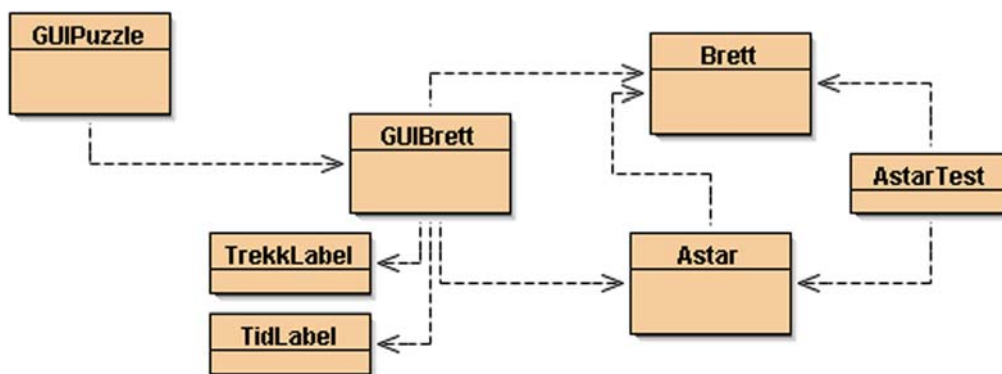 GUIPuzzle
Brett
GUIBrett
AstarTest
TrekkLabel
Astar
TidLabel